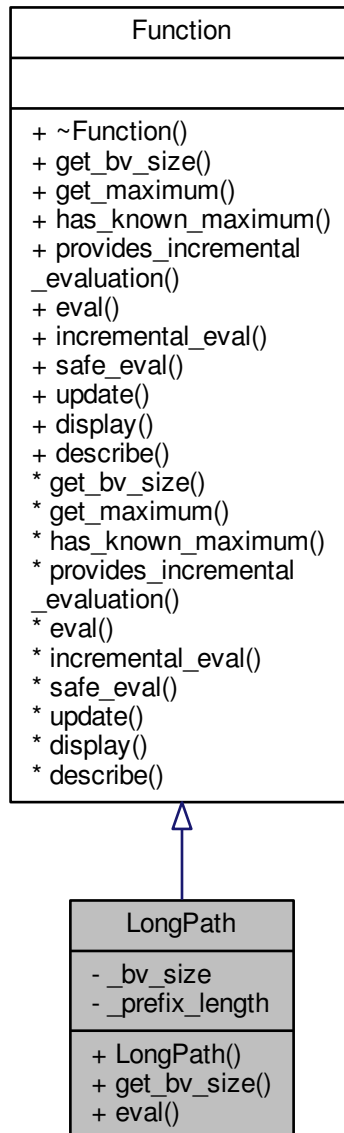 Function
+ ~Function()
+ get_bv_size()
+ get_maximum()
+ has_known_maximum()
+ provides_incremental
_evaluation()
+ eval()
+ incremental_eval()
+ safe_eval()
+ update()
+ display()
+ describe()
* get_bv_size()
* get_maximum()
* has_known_maximum()
* provides_incremental
_evaluation()
* eval()
* incremental_eval()
* safe_eval()
* update()
* display()
* describe()
LongPath
- _bv_size
- _prefix_length
+ LongPath()
+ get_bv_size()
+ eval()